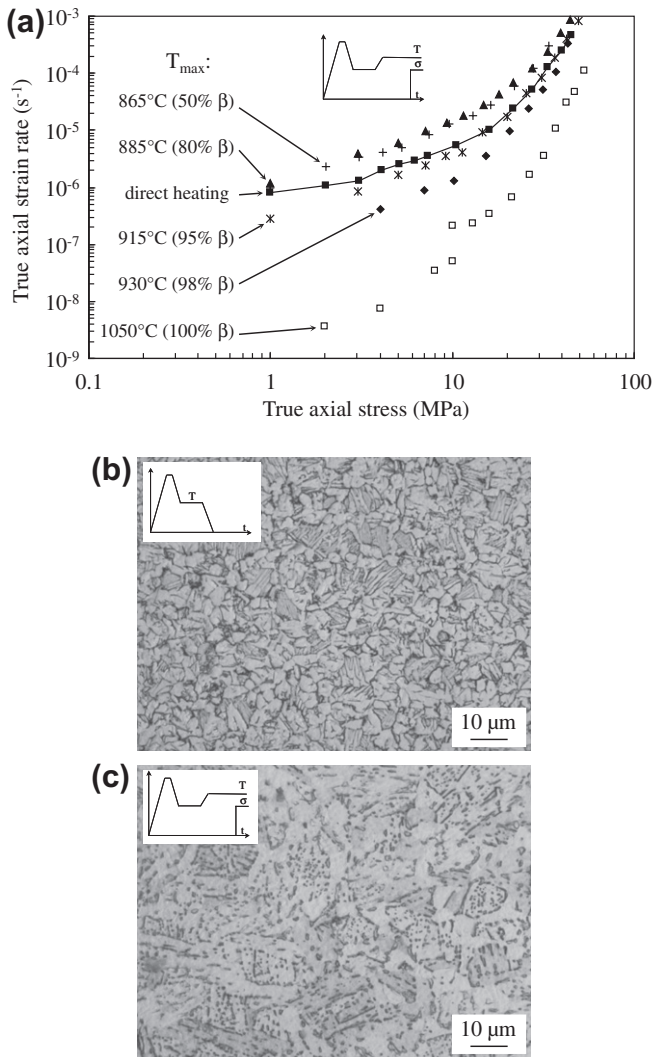 (a)
10⁻³
10⁻⁴
10⁻⁵
10⁻⁶
10⁻⁷
10⁻⁸
10⁻⁹
True axial strain rate (s⁻¹)
Tmax:
865°C (50% β)
885°C (80% β)
direct heating
915°C (95% β)
930°C (98% β)
1050°C (100% β)
T
σ
t
0.1
1
10
100
True axial stress (MPa)
(b)
T
t
10 μm
(c)
T
σ
t
10 μm